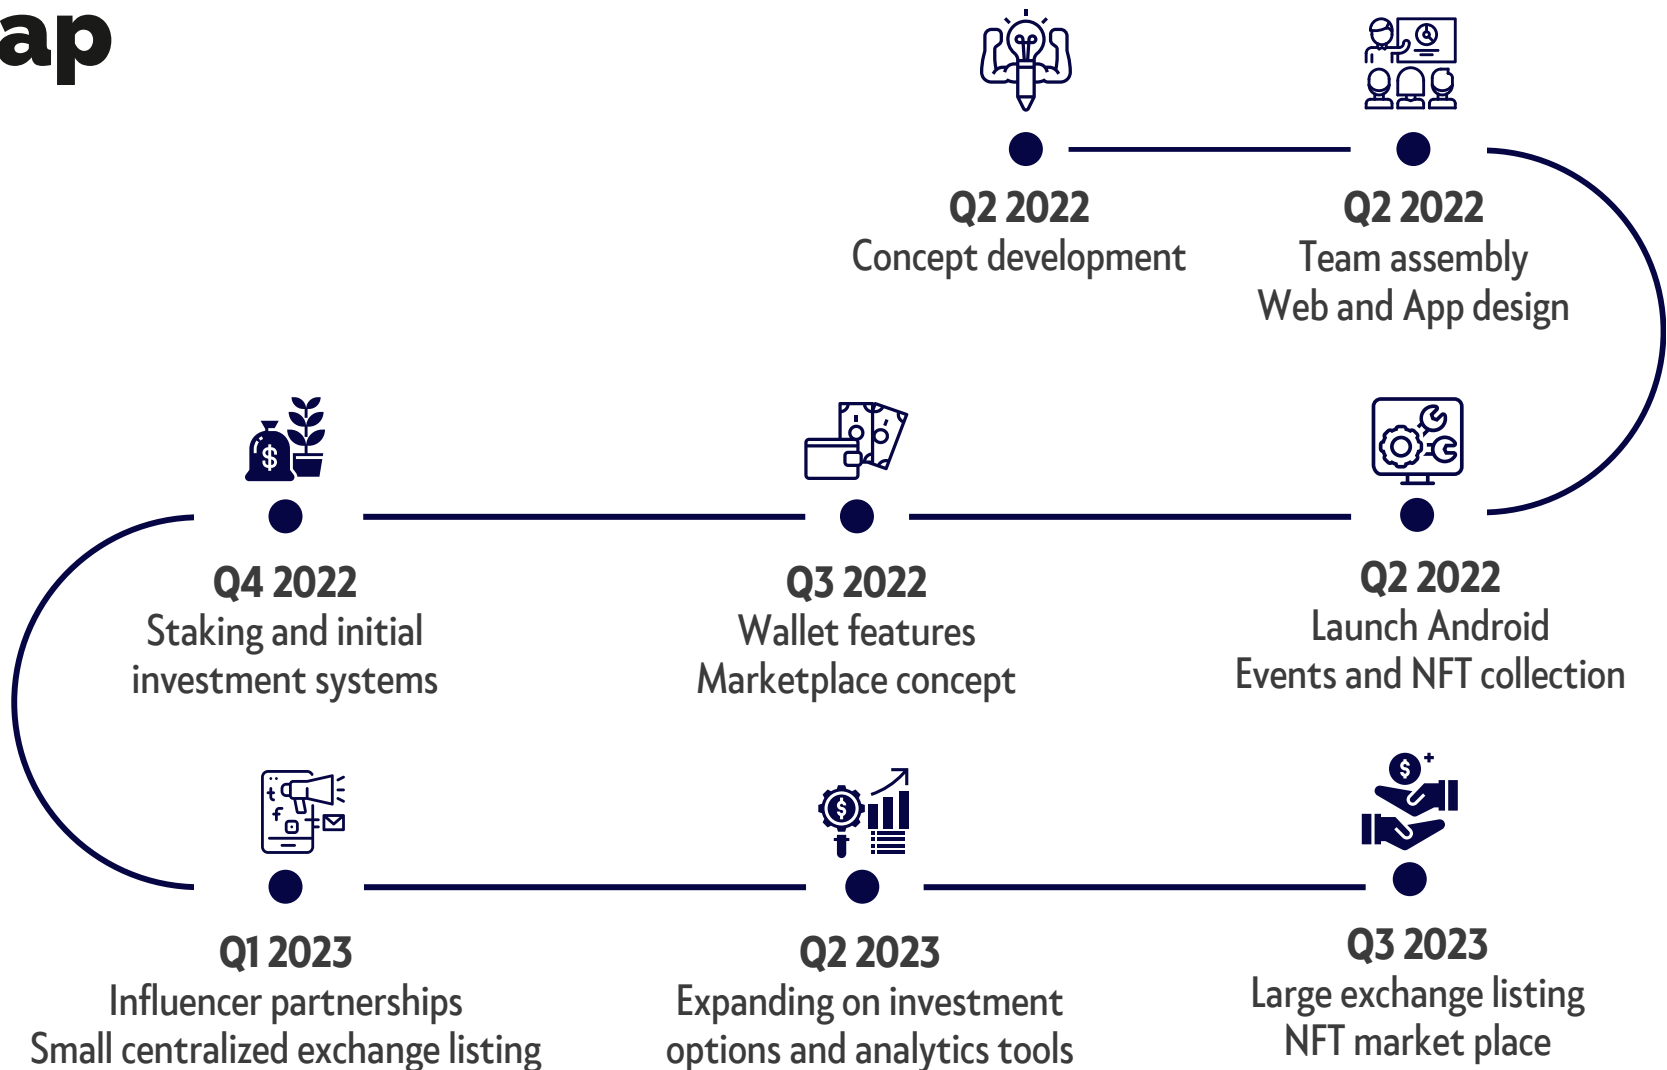 ap
Q2 2022
Concept development
Q2 2022
Team assembly
Web and App design
Q2 2022
Launch Android
Events and NFT collection
Q3 2022
Wallet features
Marketplace concept
Q4 2022
Staking and initial
investment systems
Q1 2023
Influencer partnerships
Small centralized exchange listing
Q2 2023
Expanding on investment
options and analytics tools
Q3 2023
Large exchange listing
NFT market place